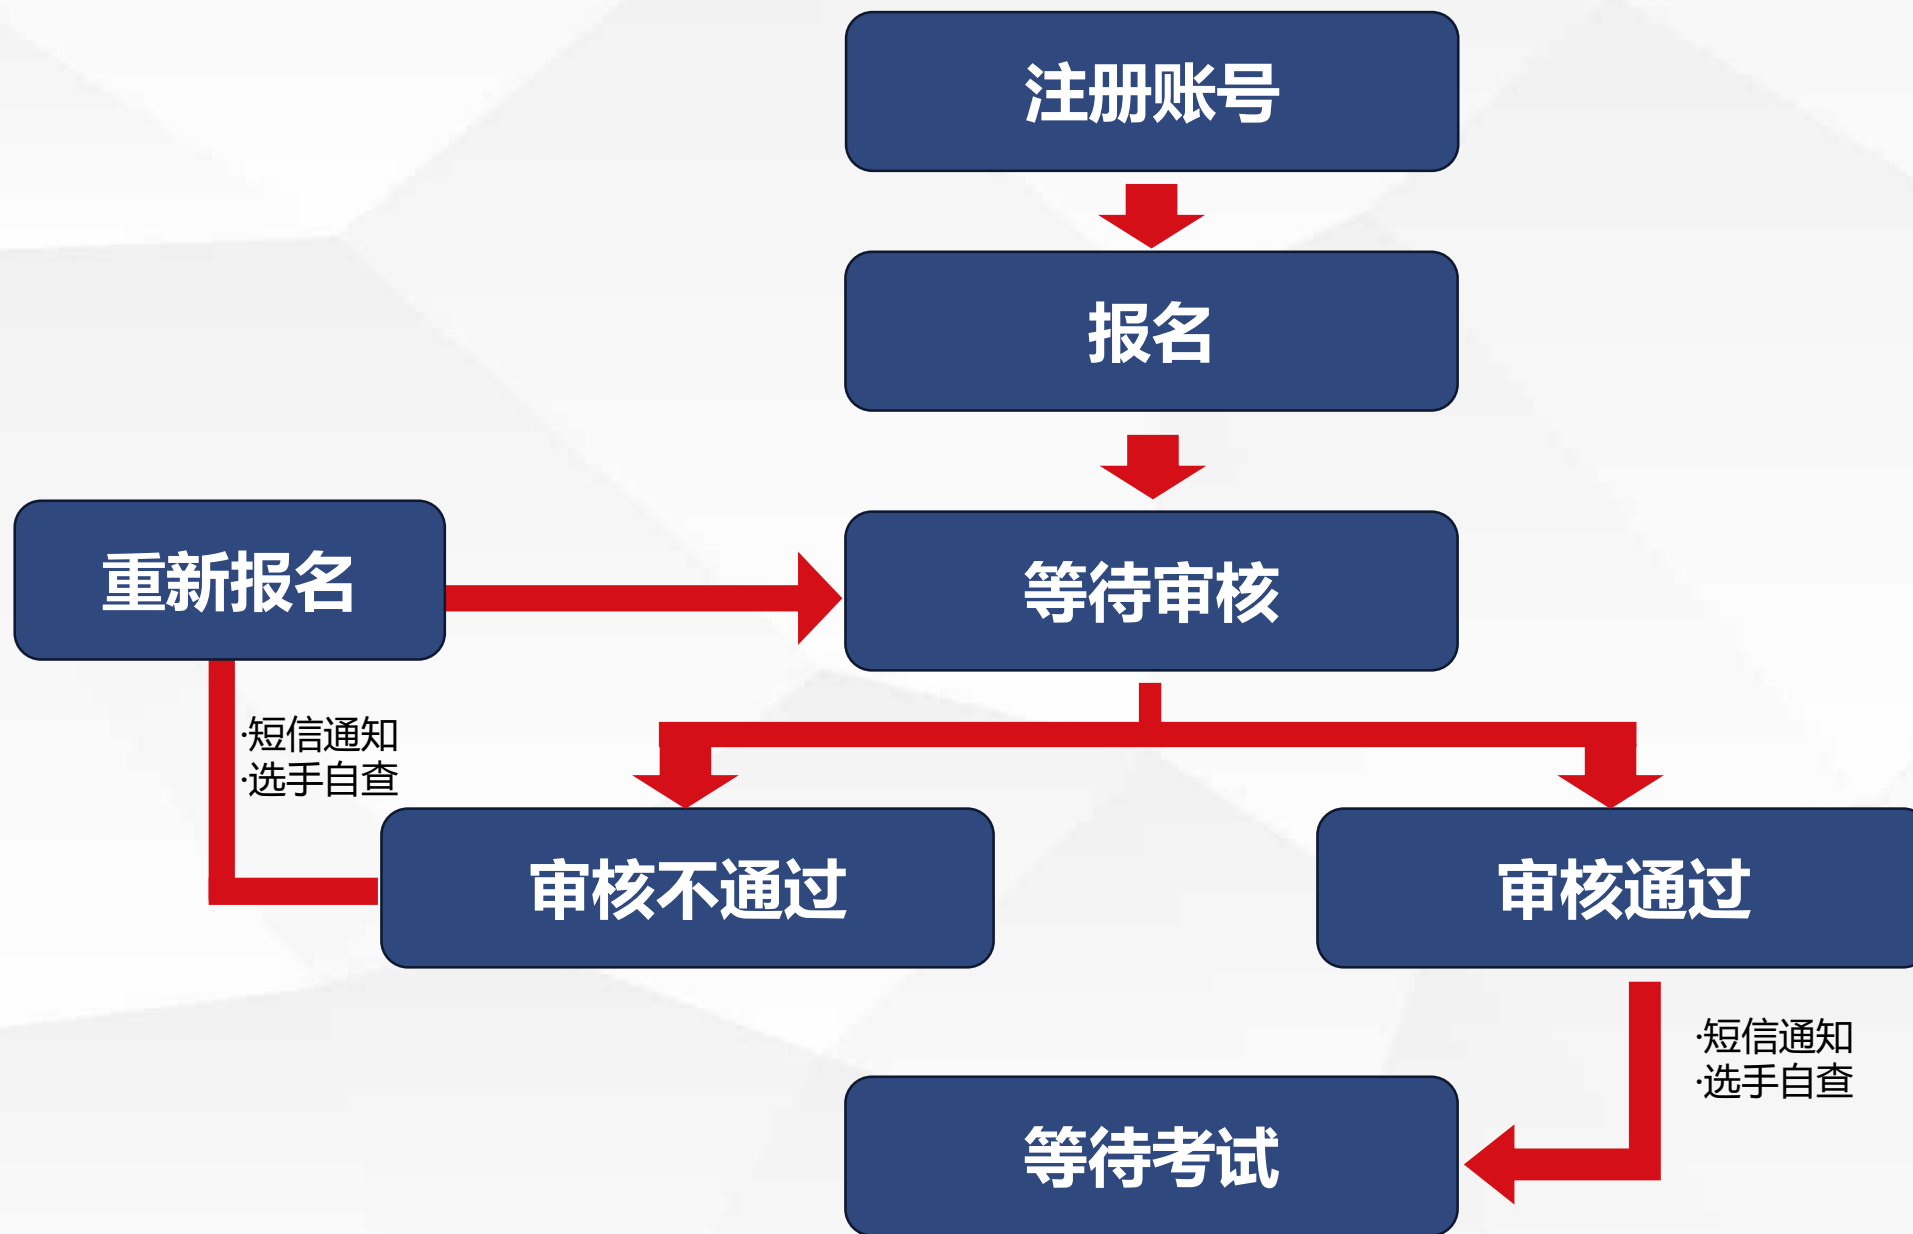 注册账号
报名
重新报名
等待审核
·短信通知
·选手自查
审核不通过
审核通过
·短信通知
·选手自查
等待考试